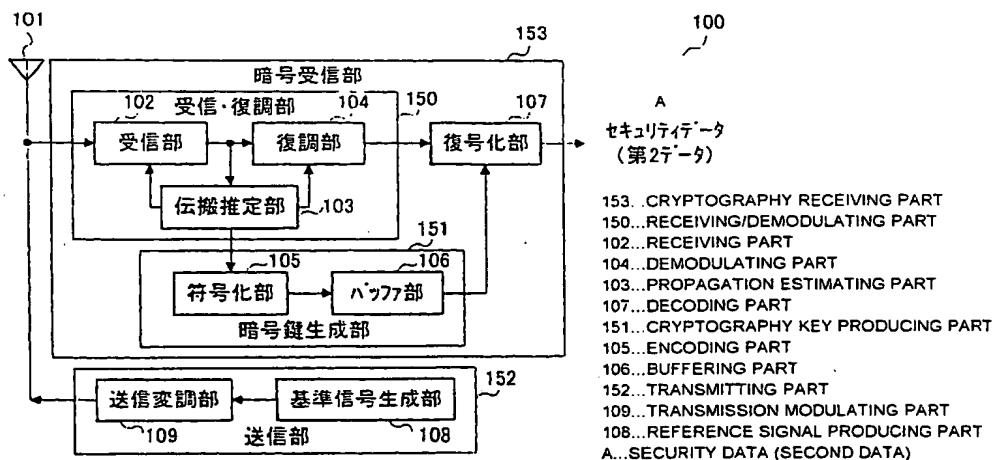 101
100
153
暗号受信部
受信・復調部
102
104
150
107
受信部
復調部
復号化部
A
セキュリティデータ
(第2データ)
伝搬推定部
103
151
105
106
符号化部
バッファ部
暗号鍵生成部
152
送信変調部
基準信号生成部
109
108
送信部
153...CRYPTOGRAPHY RECEIVING PART
150...RECEIVING/DEMODULATING PART
102...RECEIVING PART
104...DEMODULATING PART
103...PROPAGATION ESTIMATING PART
107...DECODING PART
151...CRYPTOGRAPHY KEY PRODUCING PART
105...ENCODING PART
106...BUFFERING PART
152...TRANSMITTING PART
109...TRANSMISSION MODULATING PART
108...REFERENCE SIGNAL PRODUCING PART
A...SECURITY DATA (SECOND DATA)